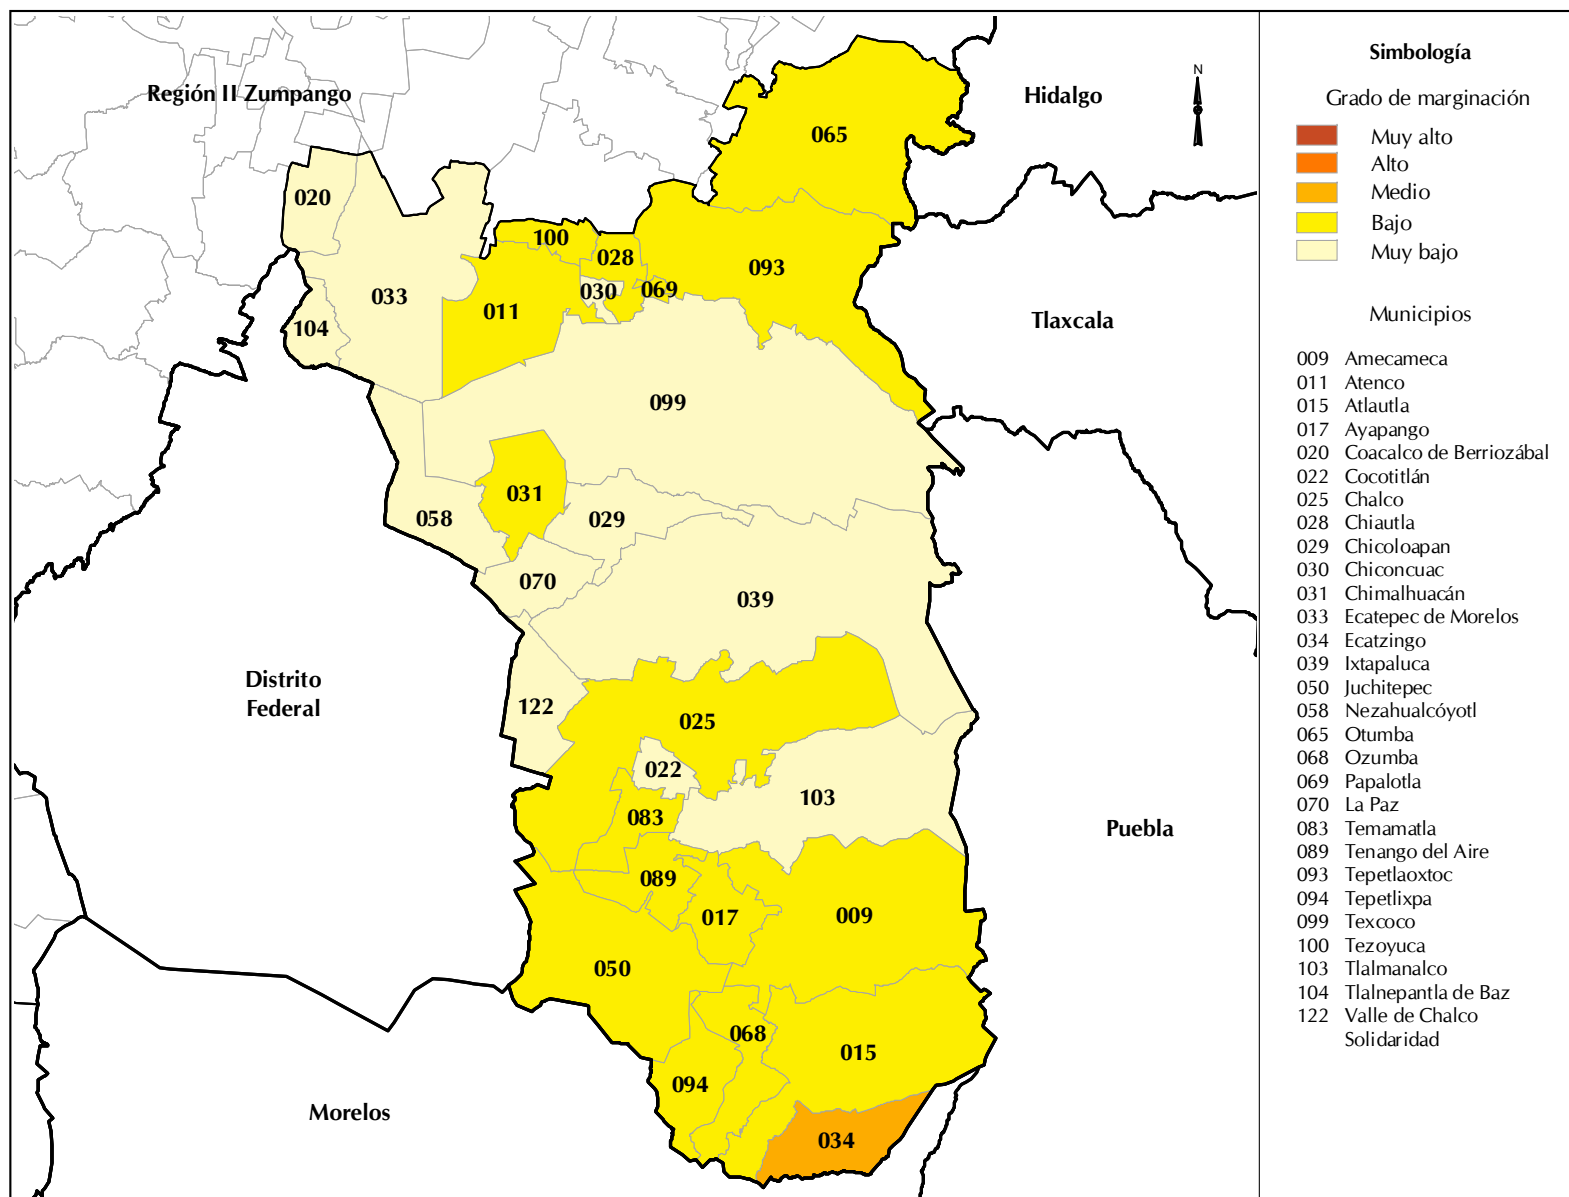 Región II Zumpango
Hidalgo
N
Tlaxcala
Distrito
Federal
Puebla
Morelos
065
020
100
028
093
033
030
069
011
104
099
031
058
029
070
039
122
025
022
103
083
089
017
009
050
068
015
094
034
Simbología
Grado de marginación
Muy alto
Alto
Medio
Bajo
Muy bajo
Municipios
009 Amecameca
011 Atenco
015 Atlautla
017 Ayapango
020 Coacalco de Berriozábal
022 Cocotitlán
025 Chalco
028 Chiautla
029 Chicoloapan
030 Chiconcuac
031 Chimalhuacán
033 Ecatepec de Morelos
034 Ecatzingo
039 Ixtapaluca
050 Juchitepec
058 Nezahualcóyotl
065 Otumba
068 Ozumba
069 Papalotla
070 La Paz
083 Temamatla
089 Tenango del Aire
093 Tepetlaoxtoc
094 Tepetlixpa
099 Texcoco
100 Tezoyuca
103 Tlalmanalco
104 Tlalnepantla de Baz
122 Valle de Chalco
Solidaridad